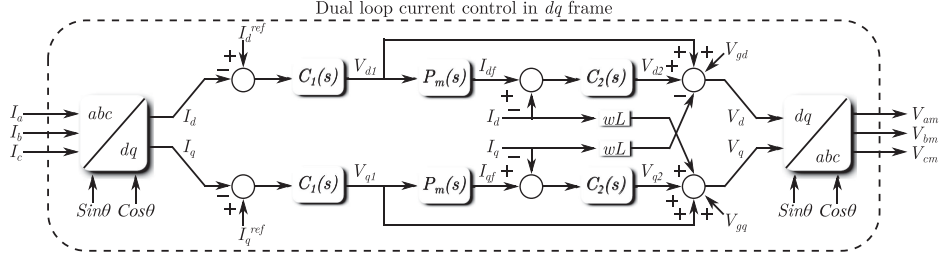 Dual loop current control in dq frame
I_d^ref
V_gd
C_1(s)
V_d1
P_m(s)
I_df
C_2(s)
V_d2
I_a
I_b
I_c
abc
dq
I_d
I_d
wL
V_d
dq
abc
V_am
V_bm
V_cm
I_q
I_q
wL
V_q
C_1(s)
V_q1
P_m(s)
I_qf
C_2(s)
V_q2
Sinθ
Cosθ
I_q^ref
V_gq
Sinθ
Cosθ